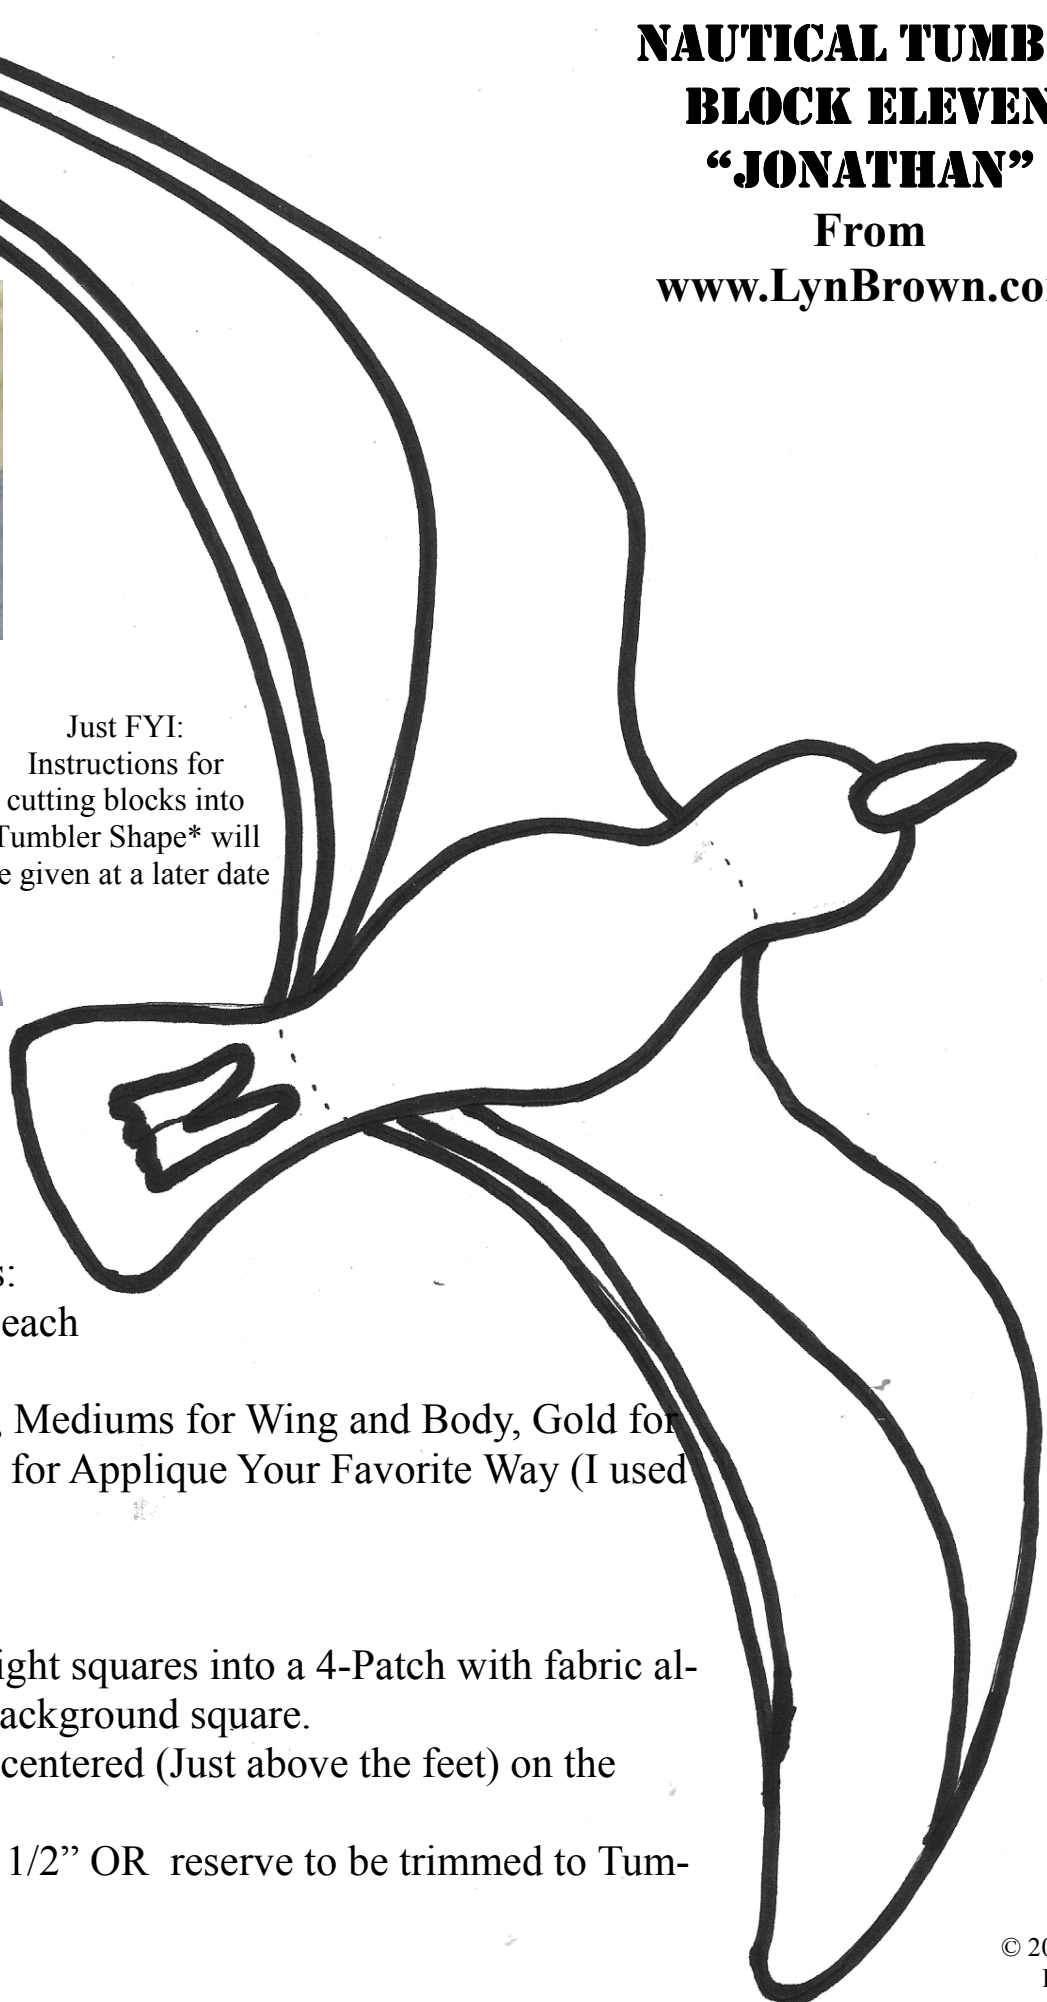 NAUTICAL TUMB
BLOCK ELEVEN
“JONATHAN”
From
www.LynBrown.co
Just FYI:
Instructions for
cutting blocks into
Tumbler Shape* will
e given at a later date
s:
each
, Mediums for Wing and Body, Gold for
for Applique Your Favorite Way (I used
ight squares into a 4-Patch with fabric al-
ackground square.
centered (Just above the feet) on the
1/2” OR reserve to be trimmed to Tum-
© 20